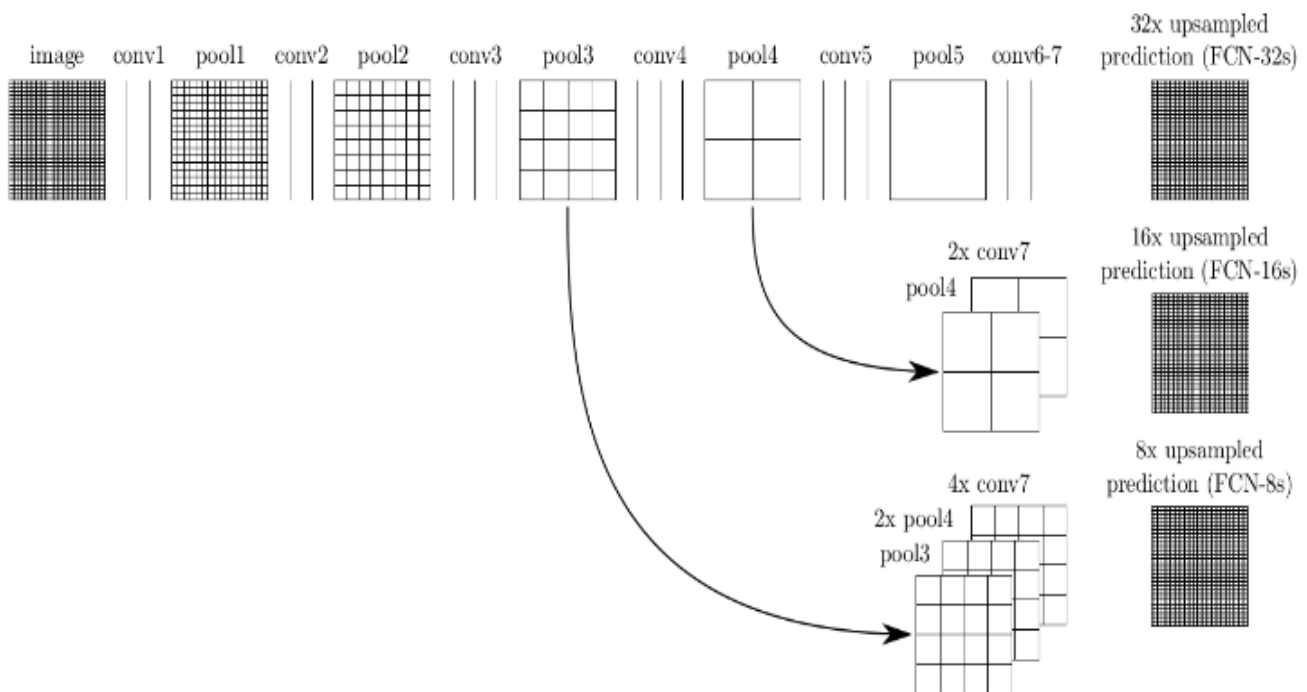 image conv1 pool1 conv2 pool2 conv3 pool3 conv4 pool4 conv5 pool5 conv6-7
32x upsampled
prediction (FCN-32s)
2x conv7
pool4
16x upsampled
prediction (FCN-16s)
4x conv7
2x pool4
pool3
8x upsampled
prediction (FCN-8s)